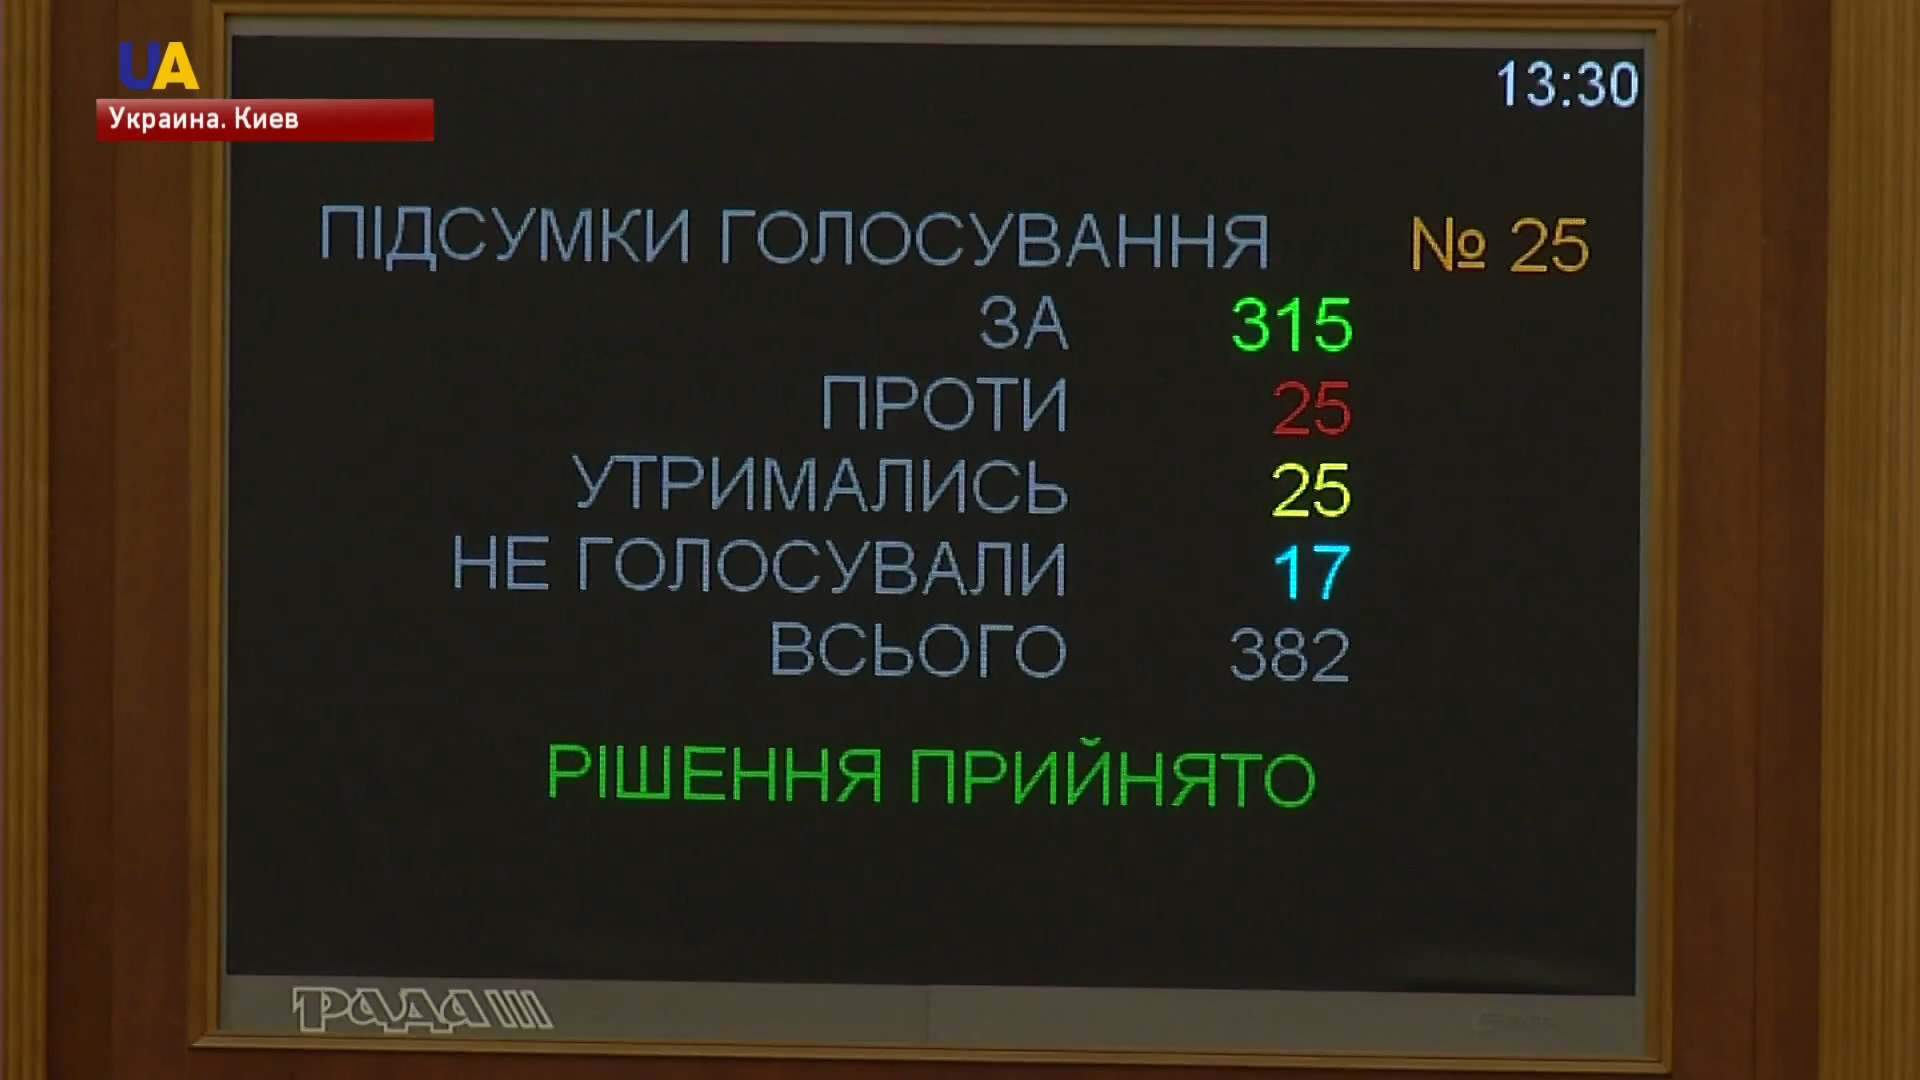 UA
Украина. Киев
13:30
ПІДСУМКИ ГОЛОСУВАННЯ № 25
ЗА 315
ПРОТИ 25
УТРИМАЛИСЬ 25
НЕ ГОЛОСУВАЛИ 17
ВСЬОГО 382
РІШЕННЯ ПРИЙНЯТО
РАДА III